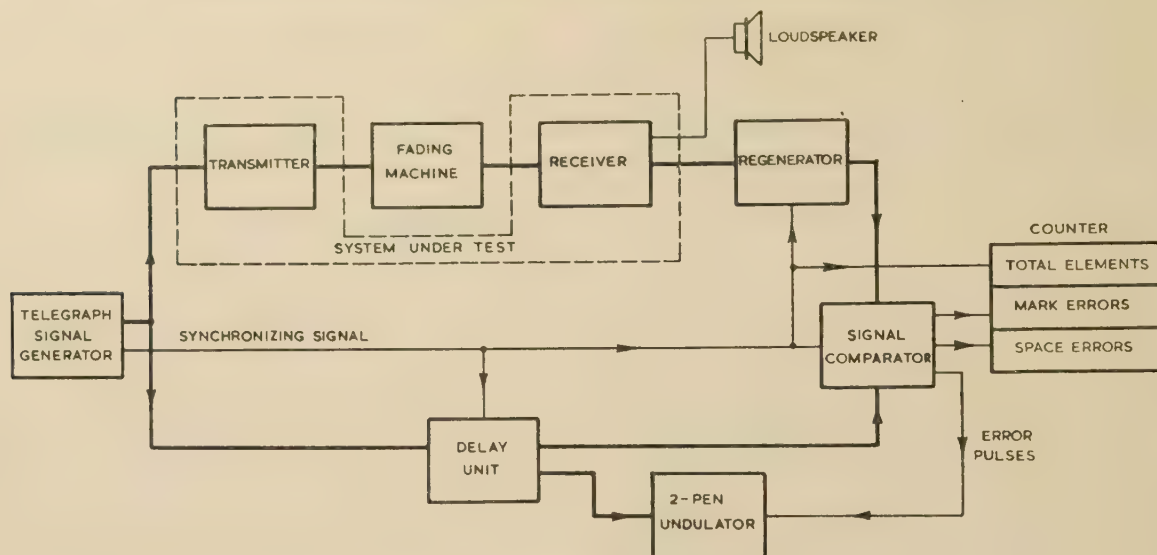 LOUDSPEAKER
TRANSMITTER
FADING
MACHINE
RECEIVER
REGENERATOR
SYSTEM UNDER TEST
COUNTER
TOTAL ELEMENTS
MARK ERRORS
SPACE ERRORS
TELEGRAPH
SIGNAL
GENERATOR
SYNCHRONIZING SIGNAL
SIGNAL
COMPARATOR
DELAY
UNIT
ERROR
PULSES
2-PEN
UNDULATOR